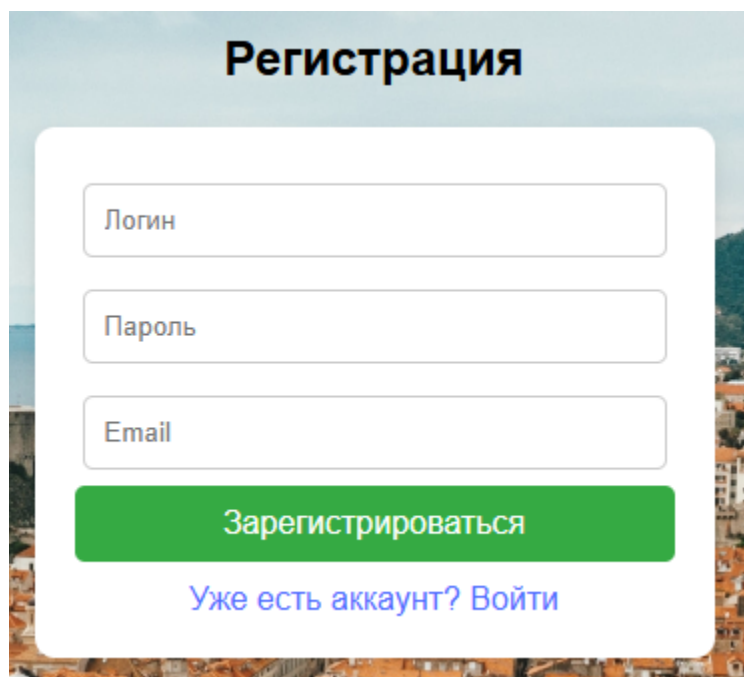 Регистрация
Логин
Пароль
Email
Зарегистрироваться
Уже есть аккаунт? Войти